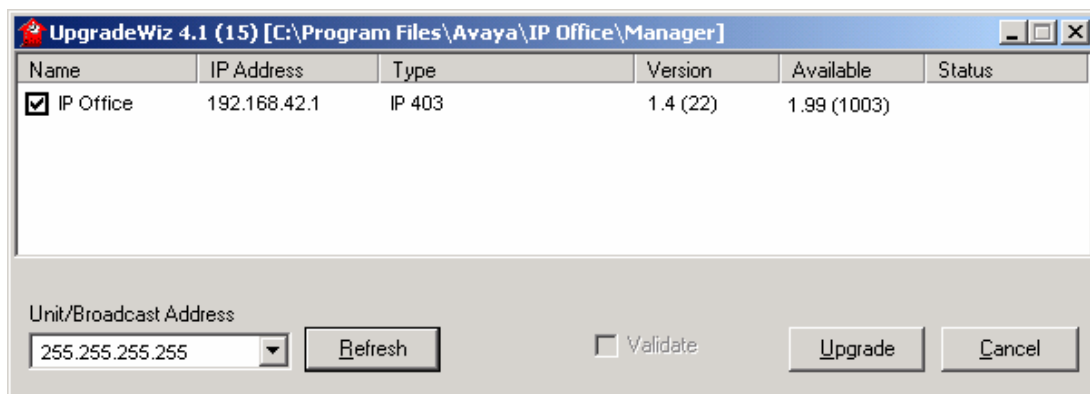 UpgradeWiz 4.1 (15) [C:\Program Files\Avaya\IP Office\Manager]
Name IP Address Type Version Available Status
IP Office 192.168.42.1 IP 403 1.4 (22) 1.99 (1003)
Unit/Broadcast Address
255.255.255.255 Refresh Validate Upgrade Cancel